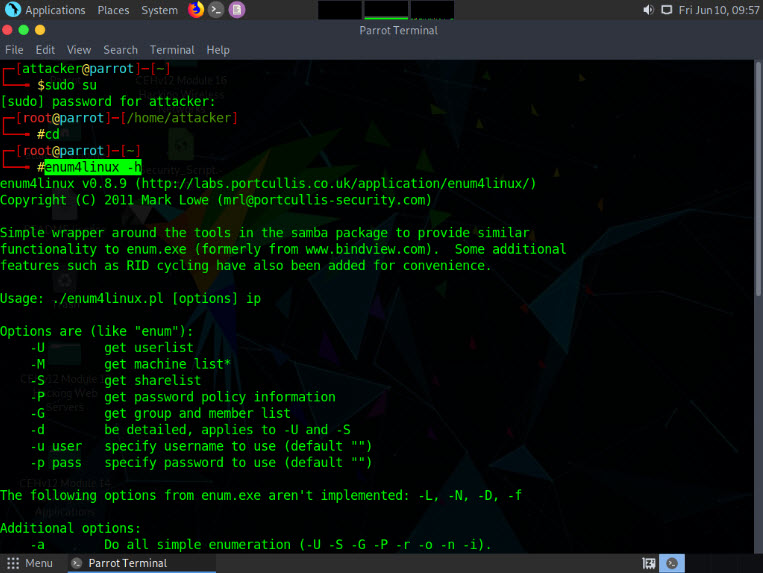 Applications Places System Fri Jun 10, 09:57
Parrot Terminal
File Edit View Search Terminal Help
[attacker@parrot]-[~]
$sudo su
[sudo] password for attacker:
[root@parrot]-[/home/attacker]
#cd
[root@parrot]-[~]
#enum4linux -h
enum4linux v0.8.9 (http://labs.portcullis.co.uk/application/enum4linux/)
Copyright (C) 2011 Mark Lowe (mrl@portcullis-security.com)
Simple wrapper around the tools in the samba package to provide similar
functionality to enum.exe (formerly from www.bindview.com).  Some additional
features such as RID cycling have also been added for convenience.
Usage: ./enum4linux.pl [options] ip
Options are (like "enum"):
-U get userlist
-M get machine list*
-S get sharelist
-P get password policy information
-G get group and member list
-d be detailed, applies to -U and -S
-u user specify username to use (default "")
-p pass specify password to use (default "")
The following options from enum.exe aren't implemented: -L, -N, -D, -f
Additional options:
-a Do all simple enumeration (-U -S -G -P -r -o -n -i).
Menu Parrot Terminal